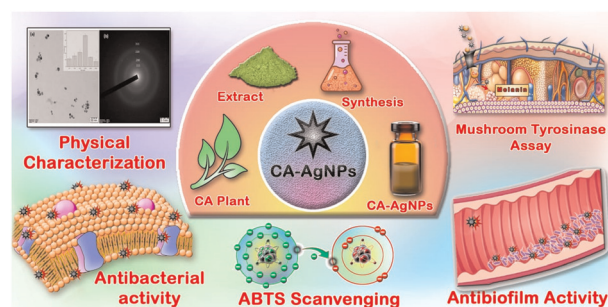 (a)
(b)
Extract
Synthesis
Melanin
Physical
Characterization
CA-AgNPs
Mushroom Tyrosinase
Assay
CA Plant
CA-AgNPs
Antibacterial
activity
ABTS Scanvenging
Antibiofilm Activity